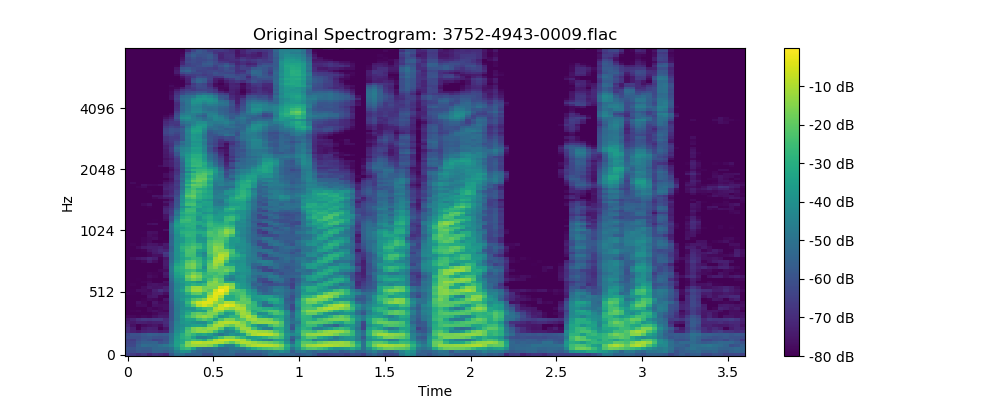 Original Spectrogram: 3752-4943-0009.flac
Hz
4096
2048
1024
512
0
0 0.5 1 1.5 2 2.5 3 3.5
Time
-10 dB
-20 dB
-30 dB
-40 dB
-50 dB
-60 dB
-70 dB
-80 dB